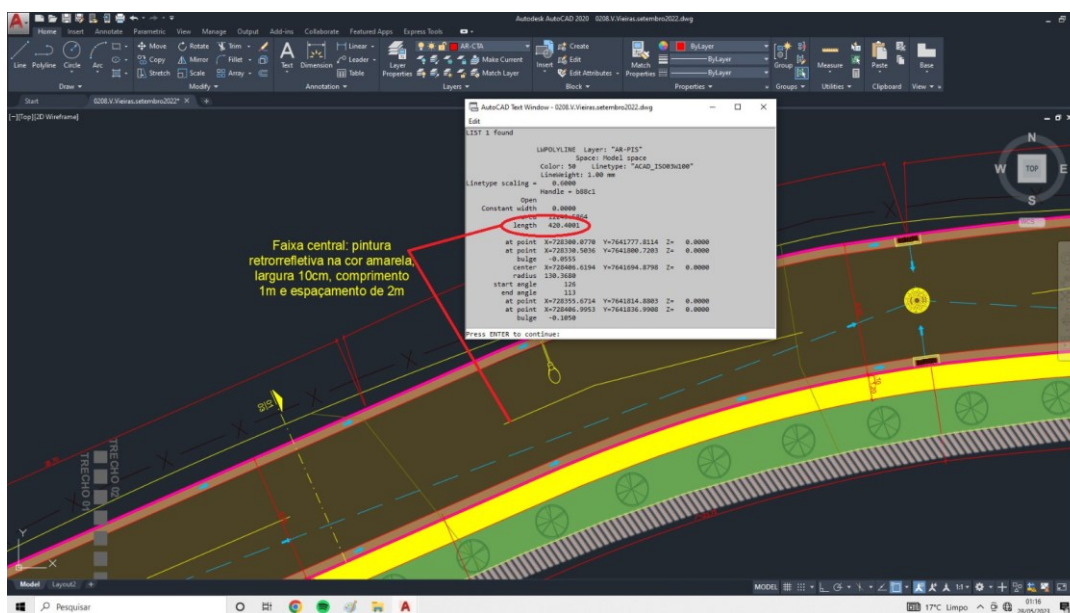 Autodesk AutoCAD 2020 0208.V.Vieiras.setembro2022.dwg
Home Insert Annotate Parametric View Manage Output Add-ins Collaborate Featured Apps Express Tools
Line Polyline Circle Arc
Move Rotate Trim
Copy Mirror Fillet
Stretch Scale Array
Text Dimension
Linear
Leader
Table
Layer Properties
AR-CTA
Make Current
Match Layer
Insert
Create
Edit
Edit Attributes
Match Properties
ByLayer
ByLayer
ByLayer
Group
Measure
Paste
Base
Draw Modify Annotation Layers Block Properties Groups Utilities Clipboard View
Start 0208.V.Vieiras.setembro2022*
[-][Top][2D Wireframe]
AutoCAD Text Window - 0208.V.Vieiras.setembro2022.dwg
Edit
LIST 1 found
LWPOLYLINE Layer: "AR-PIS"
Space: Model space
Color: 50 Linetype: "ACAD_ISO03W100"
LineWeight: 1.00 mm
Linetype scaling = 0.6000
Handle = b88c1
Open
Constant width 0.0000
length 420.4001
at point X=728300.0770 Y=7641777.8114 Z= 0.0000
at point X=728330.5036 Y=7641800.7203 Z= 0.0000
bulge -0.0555
center X=728406.6194 Y=7641694.8798 Z= 0.0000
radius 130.3680
start angle 126
end angle 113
at point X=728355.6714 Y=7641814.8803 Z= 0.0000
at point X=728406.9953 Y=7641836.9908 Z= 0.0000
bulge -0.1050
Press ENTER to continue:
N
W TOP E
S
Faixa central: pintura
retrorrefletiva na cor amarela,
largura 10cm, comprimento
1m e espaçamento de 2m
TRECHO 02
TRECHO 01
Y
X
Model Layout2 +
MODEL
1:1
Pesquisar
17°C Limpo
01:16